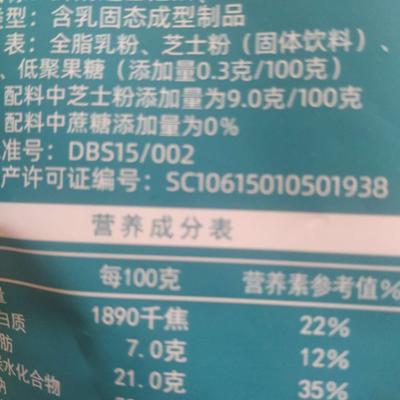 型：含乳固态成型制品
表：全脂乳粉、芝士粉（固体饮料）、
、低聚果糖（添加量0.3克/100克）
配料中芝士粉添加量为9.0克/100克
配料中蔗糖添加量为0%
准号：DBS15/002
产许可证编号：SC10615010501938
营养成分表
每100克 营养素参考值%
量 1890千焦 22%
白质 7.0克 12%
肪 21.0克 35%
水化合物
钠